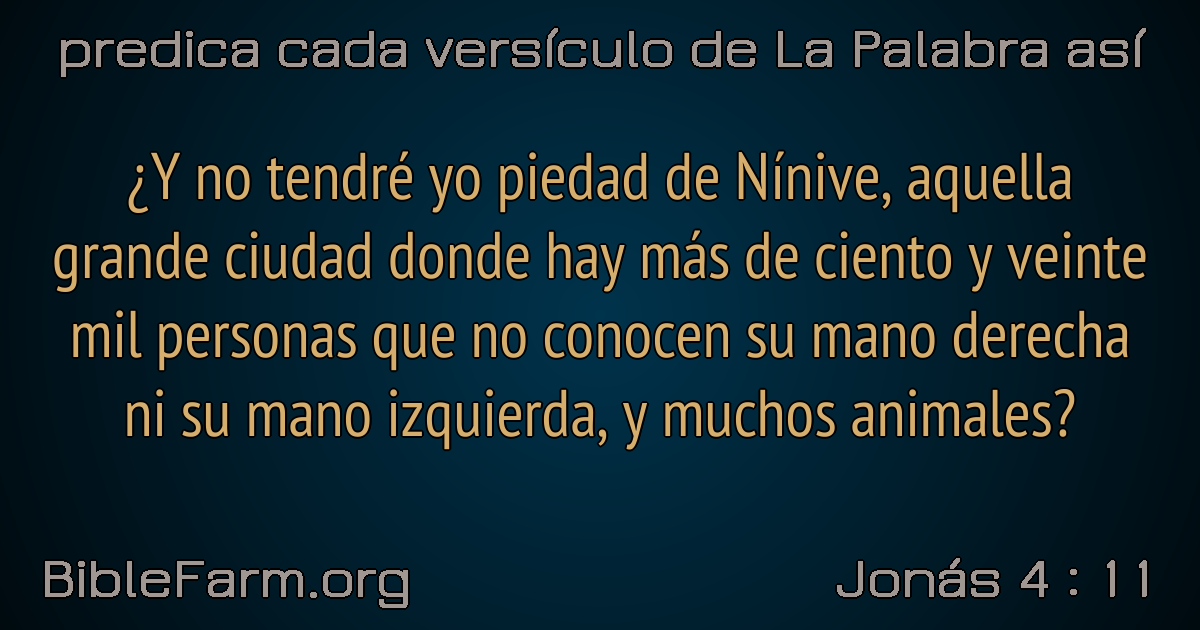 predica cada versículo de La Palabra así
¿Y no tendré yo piedad de Nínive, aquella
grande ciudad donde hay más de ciento y veinte
mil personas que no conocen su mano derecha
ni su mano izquierda, y muchos animales?
BibleFarm.org
Jonás 4 : 11